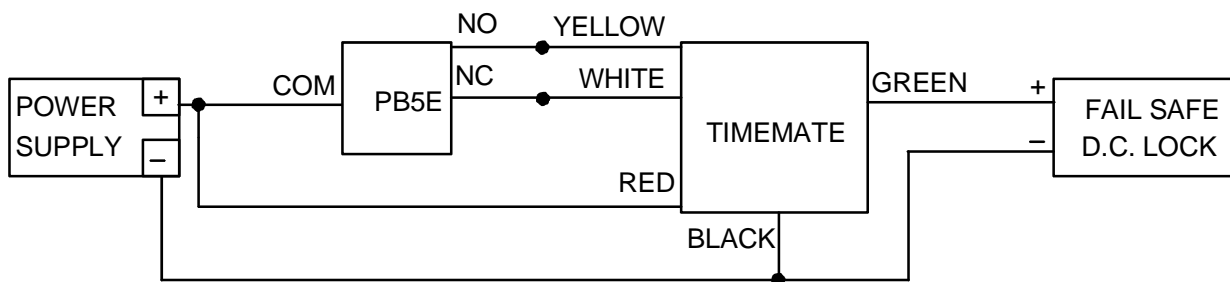 NO
YELLOW
COM
NC
WHITE
GREEN
POWER
SUPPLY
+
–
PB5E
TIMEMATE
+
–
FAIL SAFE
D.C. LOCK
RED
BLACK